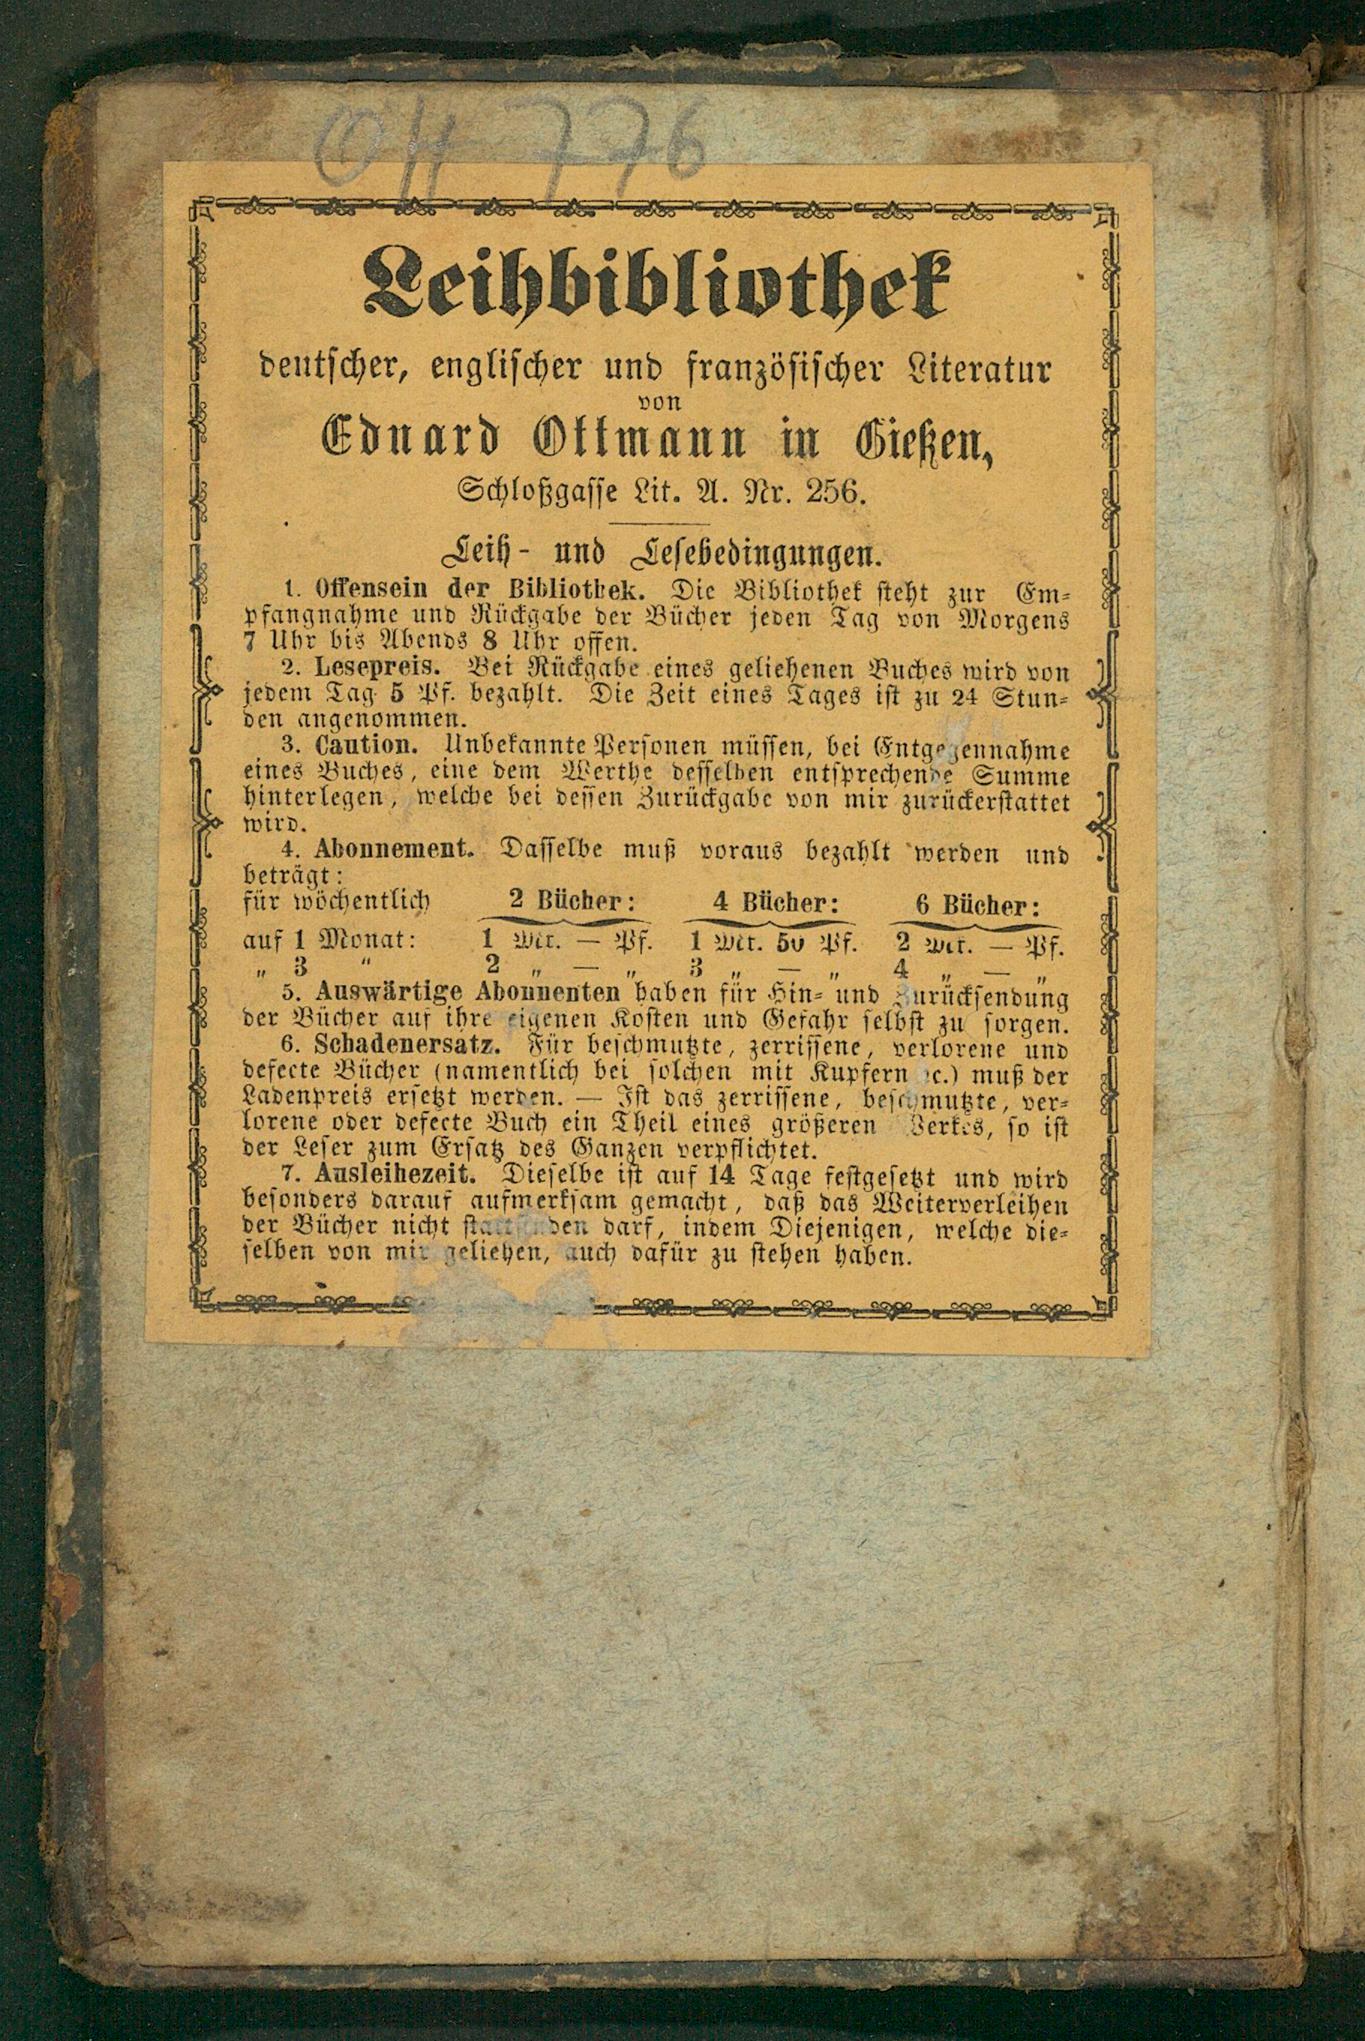 OH 776
Leihbibliothek
deutscher, englischer und französischer Literatur
von
Eduard Ottmann in Gießen,
Schloßgasse Lit. A. Nr. 256.
Leih- und Lesebedingungen.
1. Offensein der Bibliothek. Die Bibliothek steht zur Em-
pfangnahme und Rückgabe der Bücher jeden Tag von Morgens
7 Uhr bis Abends 8 Uhr offen.
2. Lesepreis. Bei Rückgabe eines geliehenen Buches wird von
jedem Tag 5 Pf. bezahlt. Die Zeit eines Tages ist zu 24 Stun-
den angenommen.
3. Caution. Unbekannte Personen müssen, bei Entgegennahme
eines Buches, eine dem Werthe desselben entsprechende Summe
hinterlegen, welche bei dessen Zurückgabe von mir zurückerstattet
wird.
4. Abonnement. Dasselbe muß voraus bezahlt werden und
beträgt:
für wöchentlich 2 Bücher: 4 Bücher: 6 Bücher:
auf 1 Monat: 1 Mk. — Pf. 1 Mk. 50 Pf. 2 Mk. — Pf.
„ 3 " 2 „ — „ 3 „ — „ 4 „ — „
5. Auswärtige Abonnenten haben für Hin- und Zurücksendung
der Bücher auf ihre eigenen Kosten und Gefahr selbst zu sorgen.
6. Schadenersatz. Für beschmutzte, zerrissene, verlorene und
defecte Bücher (namentlich bei solchen mit Kupfern ꝛc.) muß der
Ladenpreis ersetzt werden. — Ist das zerrissene, beschmutzte, ver-
lorene oder defecte Buch ein Theil eines größeren Werkes, so ist
der Leser zum Ersatz des Ganzen verpflichtet.
7. Ausleihezeit. Dieselbe ist auf 14 Tage festgesetzt und wird
besonders darauf aufmerksam gemacht, daß das Weiterverleihen
der Bücher nicht stattfinden darf, indem Diejenigen, welche die-
selben von mir geliehen, auch dafür zu stehen haben.